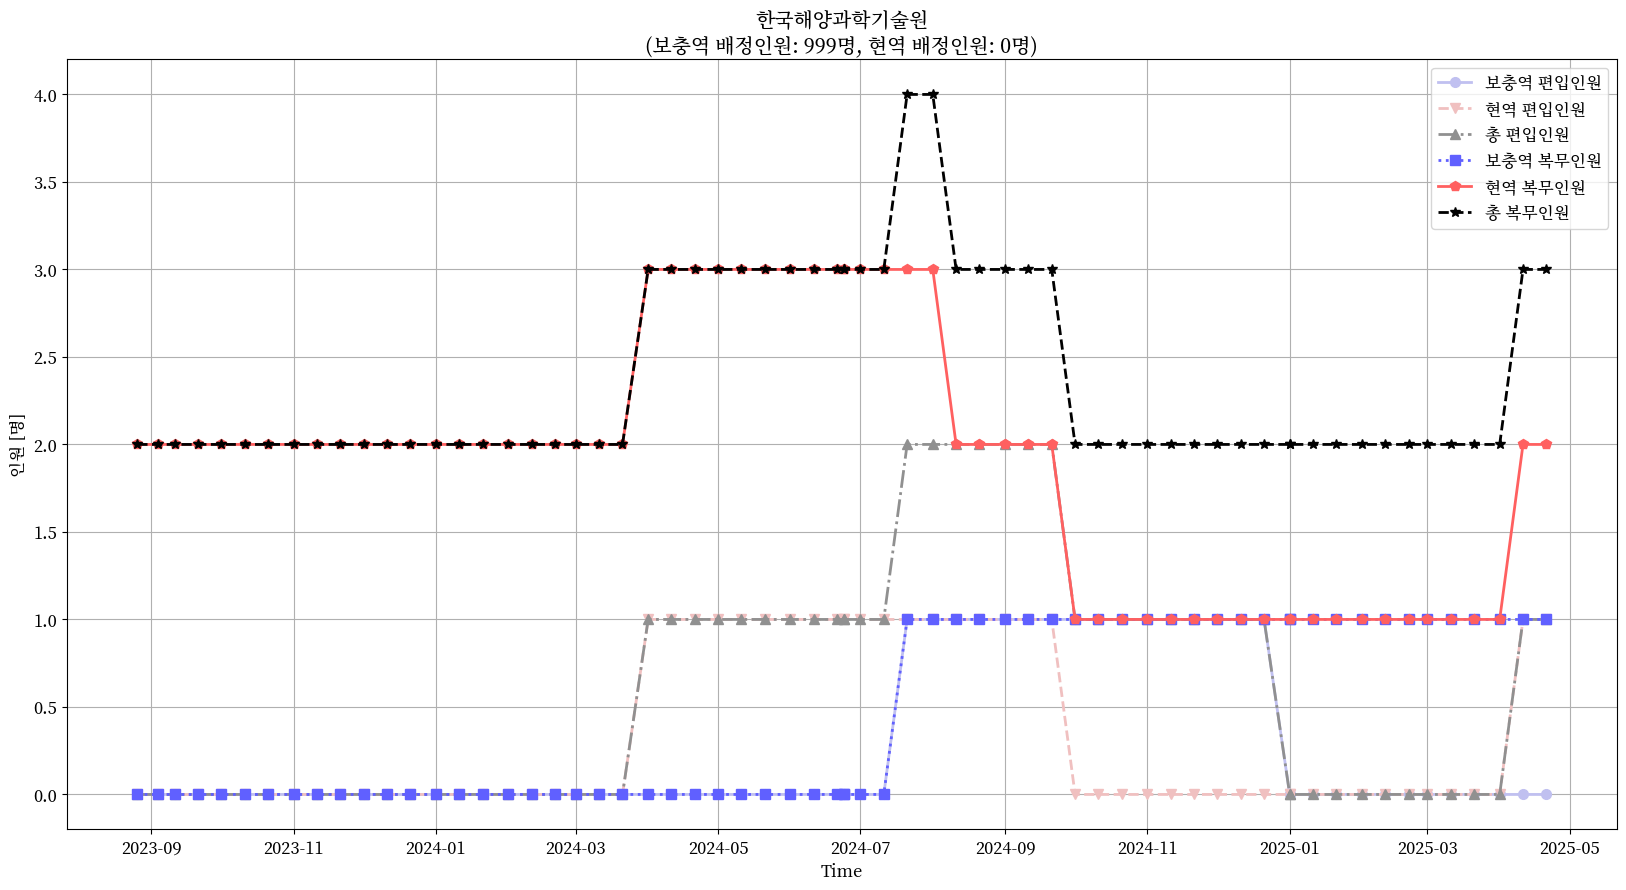 한국해양과학기술원
(보충역 배정인원: 999명, 현역 배정인원: 0명)
보충역 편입인원
현역 편입인원
총 편입인원
보충역 복무인원
현역 복무인원
총 복무인원
인원 [명]
4.0
3.5
3.0
2.5
2.0
1.5
1.0
0.5
0.0
2023-09
2023-11
2024-01
2024-03
2024-05
2024-07
2024-09
2024-11
2025-01
2025-03
2025-05
Time